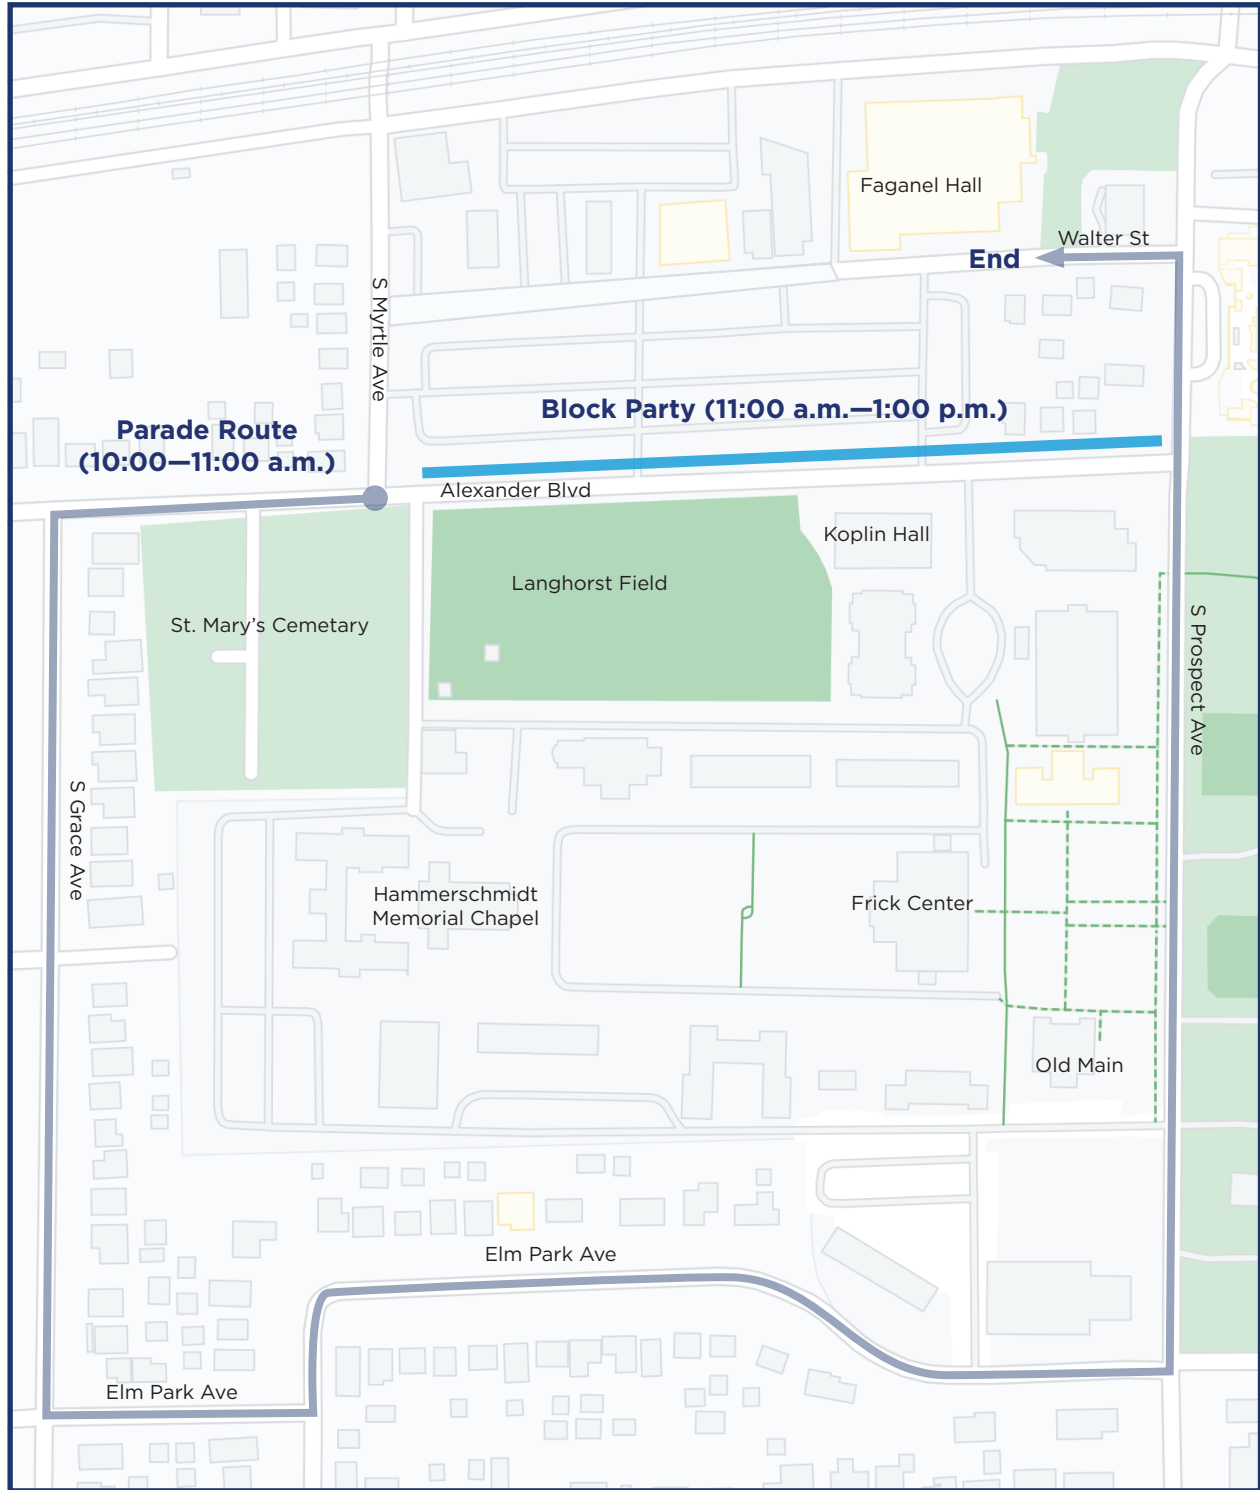 Faganel Hall
Walter St
End
S Myrtle Ave
Block Party (11:00 a.m.—1:00 p.m.)
Parade Route
(10:00—11:00 a.m.)
Alexander Blvd
Koplin Hall
Langhorst Field
St. Mary's Cemetary
S Prospect Ave
S Grace Ave
Hammerschmidt
Memorial Chapel
Frick Center
Old Main
Elm Park Ave
Elm Park Ave